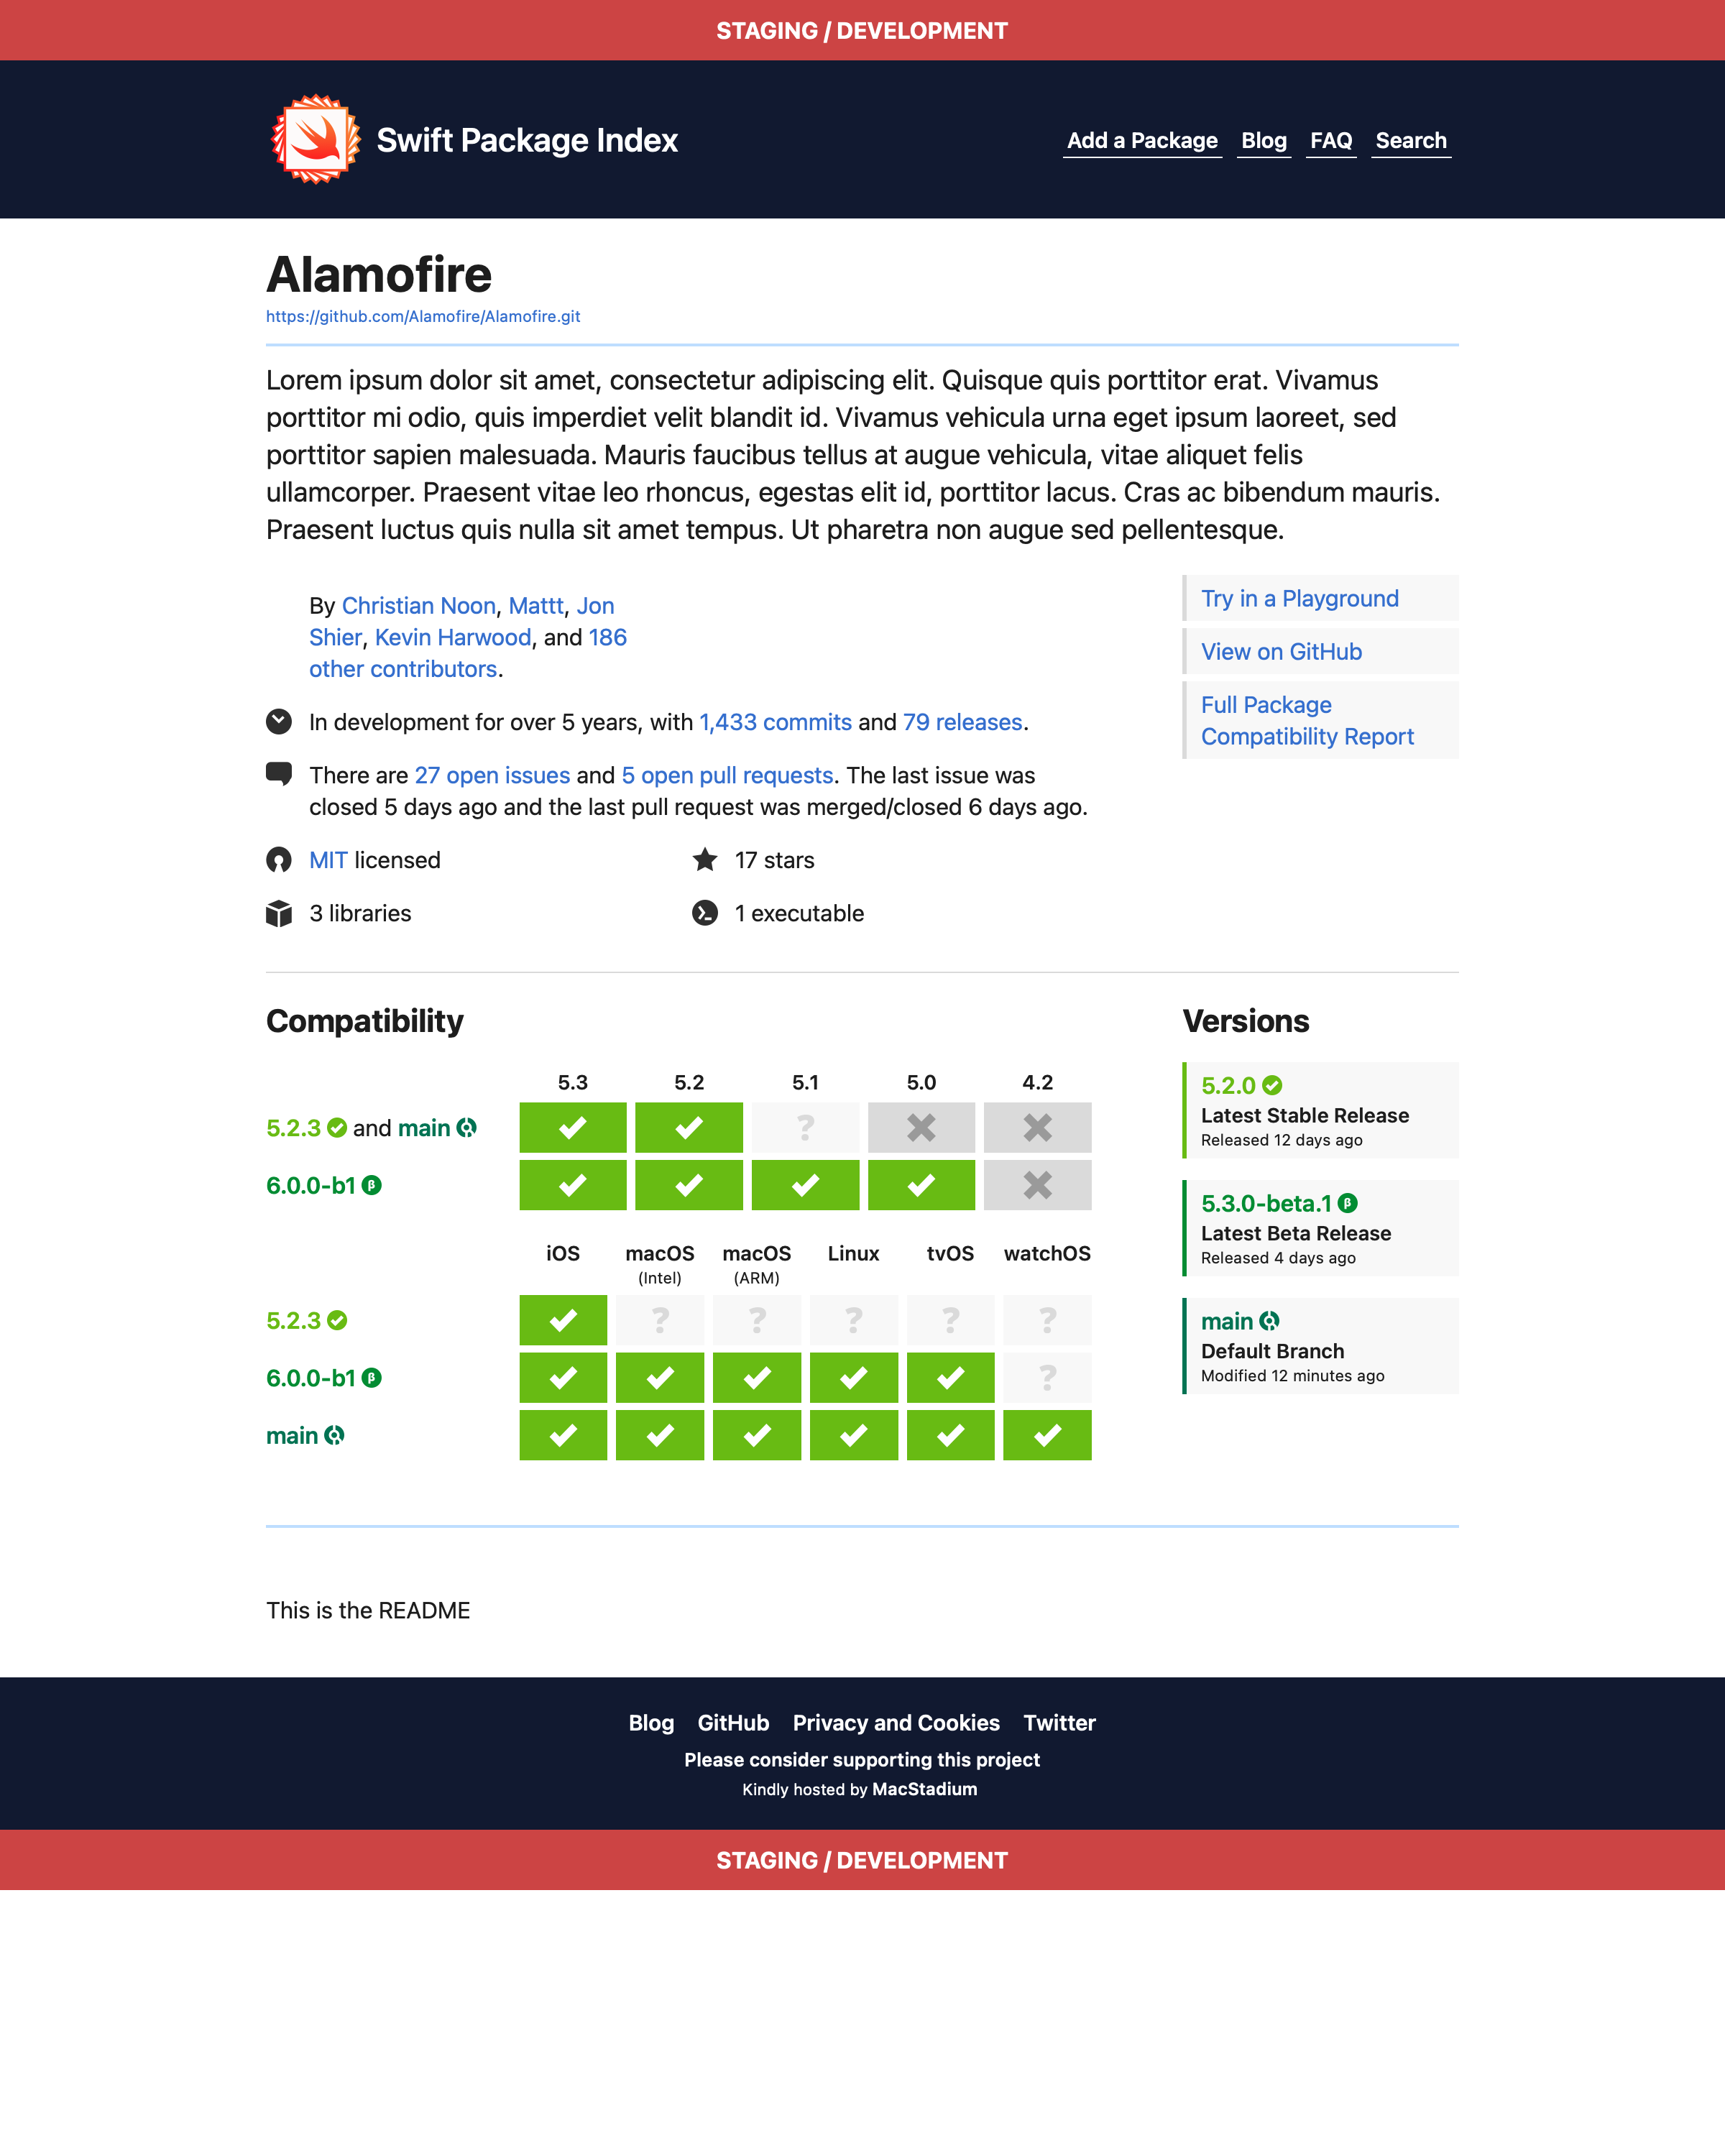 STAGING / DEVELOPMENT
Swift Package Index
Add a Package Blog FAQ Search
Alamofire
https://github.com/Alamofire/Alamofire.git
Lorem ipsum dolor sit amet, consectetur adipiscing elit. Quisque quis porttitor erat. Vivamus
porttitor mi odio, quis imperdiet velit blandit id. Vivamus vehicula urna eget ipsum laoreet, sed
porttitor sapien malesuada. Mauris faucibus tellus at augue vehicula, vitae aliquet felis
ullamcorper. Praesent vitae leo rhoncus, egestas elit id, porttitor lacus. Cras ac bibendum mauris.
Praesent luctus quis nulla sit amet tempus. Ut pharetra non augue sed pellentesque.
By Christian Noon, Mattt, Jon
Shier, Kevin Harwood, and 186
other contributors.
In development for over 5 years, with 1,433 commits and 79 releases.
There are 27 open issues and 5 open pull requests. The last issue was
closed 5 days ago and the last pull request was merged/closed 6 days ago.
MIT licensed
17 stars
3 libraries
1 executable
Try in a Playground
View on GitHub
Full Package
Compatibility Report
Compatibility
5.3 5.2 5.1 5.0 4.2
5.2.3 and main
?
6.0.0-b1 β
iOS macOS macOS Linux tvOS watchOS
(Intel) (ARM)
5.2.3
? ? ? ? ?
6.0.0-b1 β
?
main
Versions
5.2.0
Latest Stable Release
Released 12 days ago
5.3.0-beta.1 β
Latest Beta Release
Released 4 days ago
main
Default Branch
Modified 12 minutes ago
This is the README
Blog GitHub Privacy and Cookies Twitter
Please consider supporting this project
Kindly hosted by MacStadium
STAGING / DEVELOPMENT